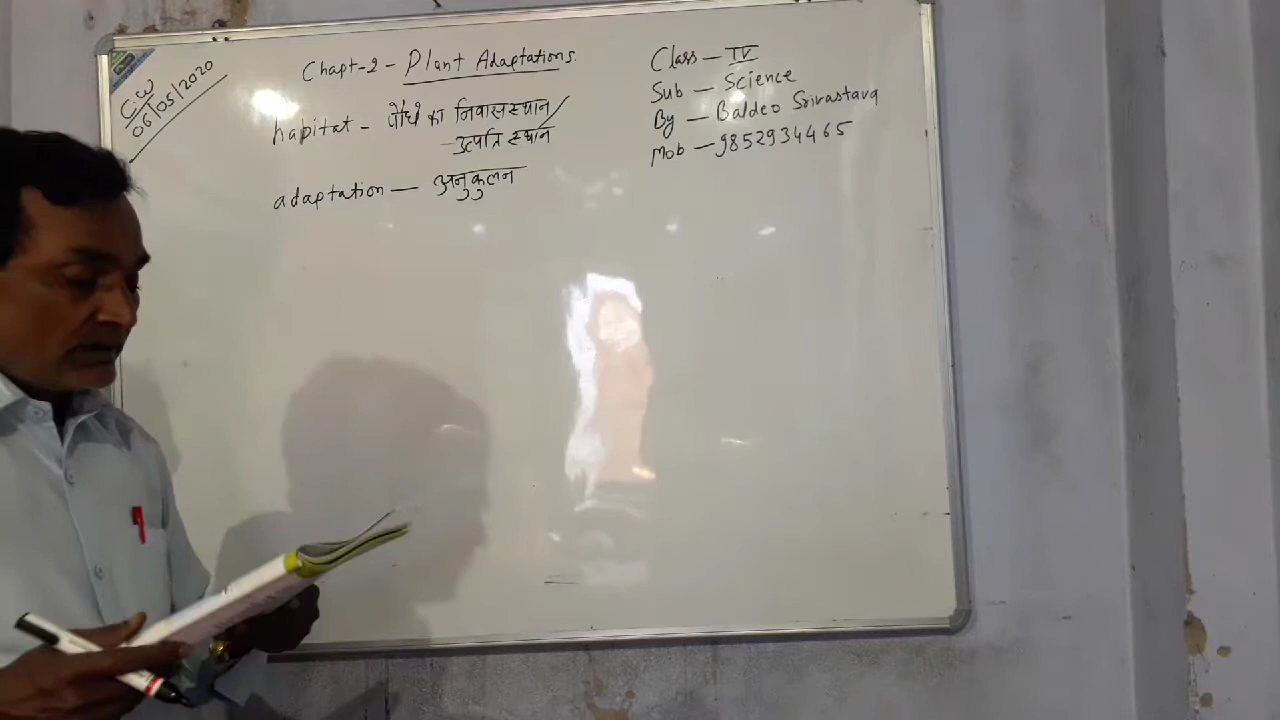 C.W
06/05/2020
Chapt-2 - Plant Adaptations.
habitat - पौधों का निवास स्थान/
- उत्पत्ति स्थान
adaptation — अनुकुलन
Class — IV
Sub — Science
By — Baldeo Srivastava
Mob — 9852934465